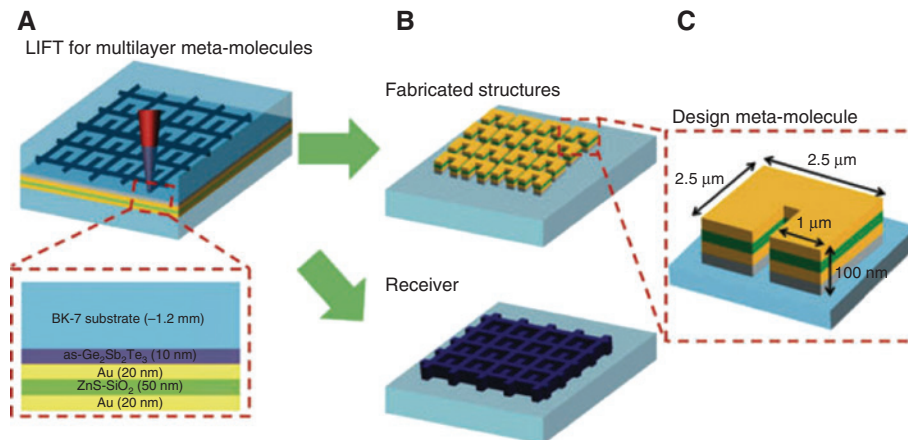 A
LIFT for multilayer meta-molecules
BK-7 substrate (–1.2 mm)
as-Ge₂Sb₂Te₃ (10 nm)
Au (20 nm)
ZnS-SiO₂ (50 nm)
Au (20 nm)
B
Fabricated structures
Receiver
C
Design meta-molecule
2.5 μm
2.5 μm
1 μm
100 nm